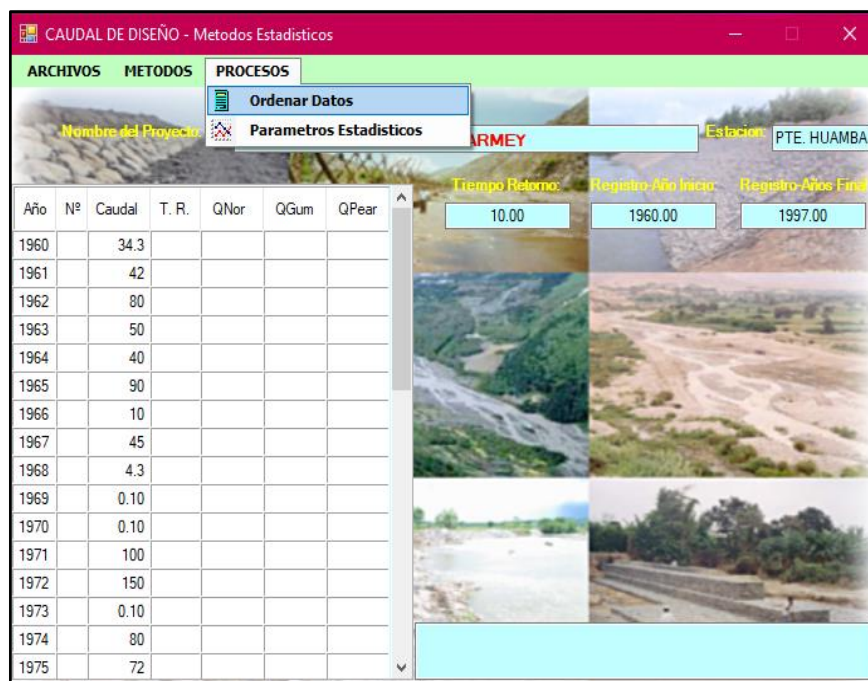 CAUDAL DE DISEÑO - Metodos Estadisticos
ARCHIVOS METODOS PROCESOS
Ordenar Datos
Parametros Estadisticos
Nombre del Proyecto: ARMEY Estacion: PTE. HUAMBA
Tiempo Retorno: Registro-Año Inicio: Registro-Años Final
10.00 1960.00 1997.00
Año Nº Caudal T. R. QNor QGum QPear
1960 34.3
1961 42
1962 80
1963 50
1964 40
1965 90
1966 10
1967 45
1968 4.3
1969 0.10
1970 0.10
1971 100
1972 150
1973 0.10
1974 80
1975 72